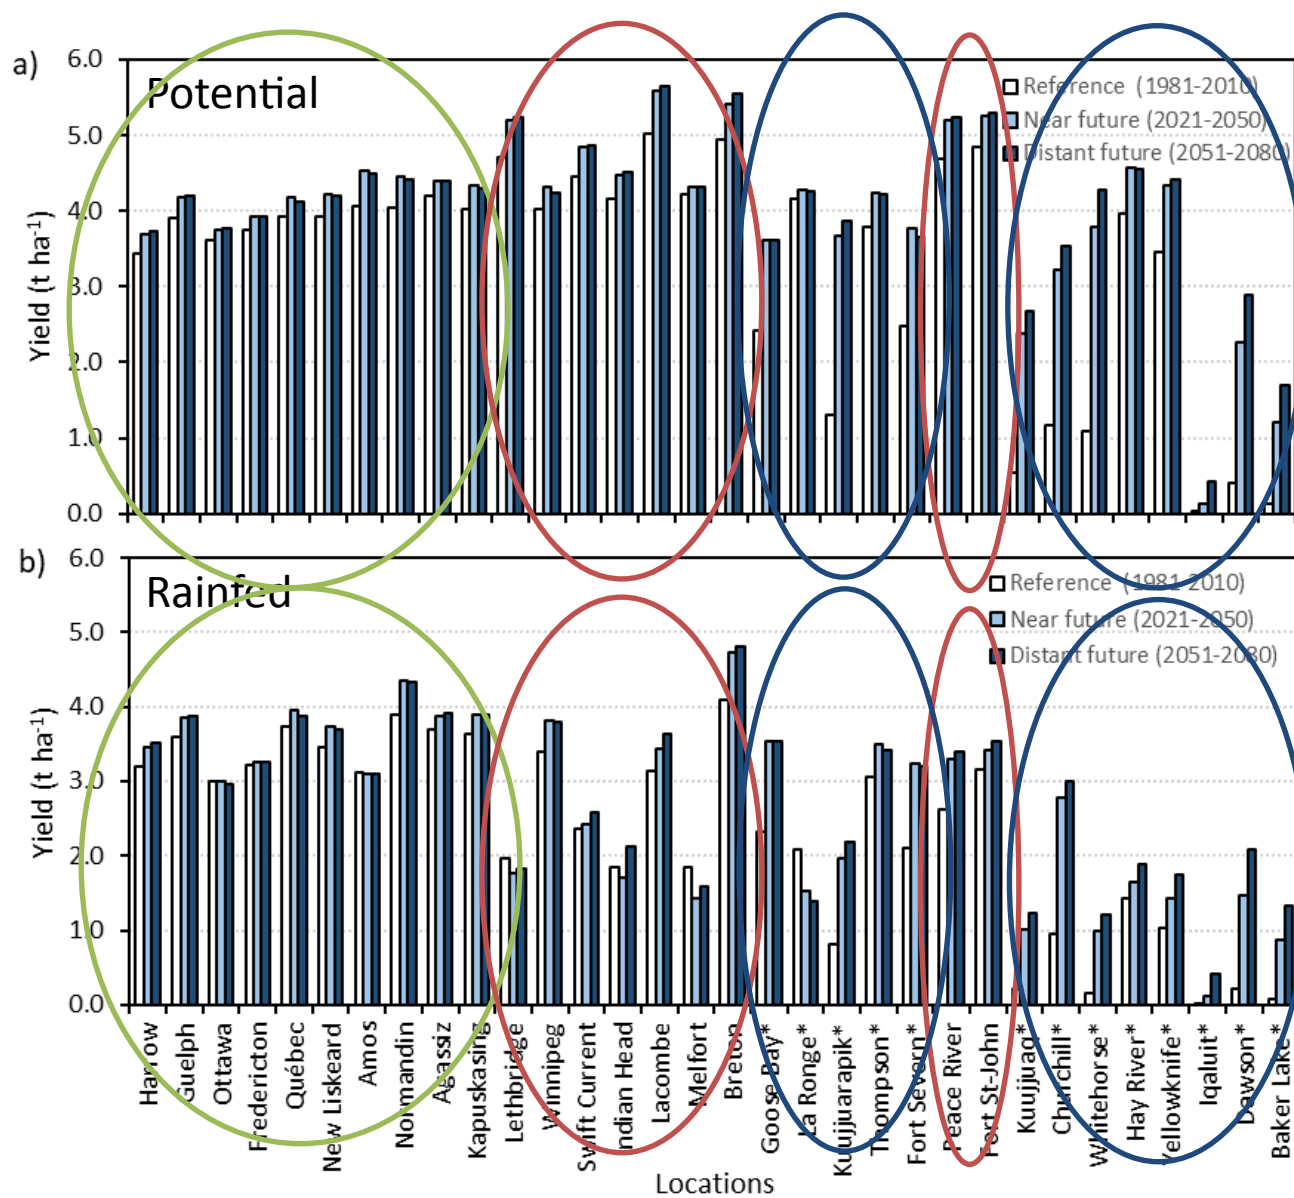 a)
Potential
Yield (t ha-1)
6.0
5.0
4.0
3.0
2.0
1.0
0.0
Reference (1981-2010)
Near future (2021-2050)
Distant future (2051-2080)
b)
Rainfed
Yield (t ha-1)
6.0
5.0
4.0
3.0
2.0
1.0
0.0
Reference (1981-2010)
Near future (2021-2050)
Distant future (2051-2080)
Harrow
Guelph
Ottawa
Fredericton
Québec
New Liskeard
Amos
Normandin
Agassiz
Kapuskasing
Lethbridge
Winnipeg
Swift Current
Indian Head
Lacombe
Melfort
Breton
Goose Bay*
La Ronge*
Kuujjuarapik*
Thompson*
Fort Severn*
Peace River
Fort St-John
Kuujjuaq*
Churchill*
Whitehorse*
Hay River*
Yellowknife*
Iqaluit*
Dawson*
Baker Lake*
Locations